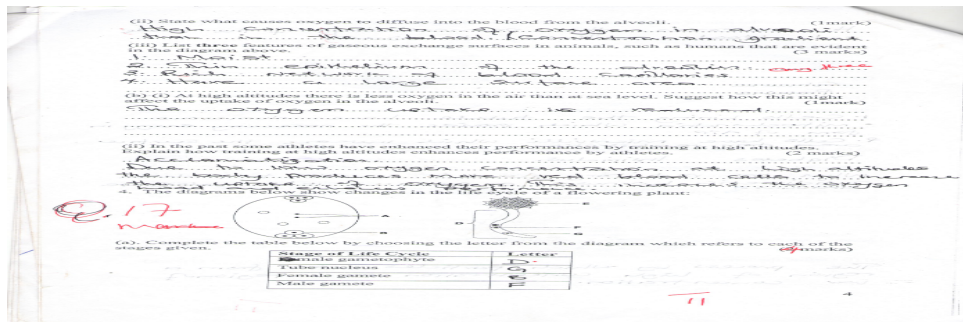 (ii) State what causes oxygen to diffuse into the blood from the alveoli. (1mark)
High Concentration of oxygen in alveoli
than in the blood / Concentration gradient
(iii) List three features of gaseous exchange surfaces in animals, such as humans that are evident
in the diagram above. (3 marks)
1. Moist
2. Thin epithelium of the alveolus. any three
3. Rich network of blood Capillaries
4. Have a large Surface area
(b) (i) At high altitudes there is less oxygen in the air than at sea level. Suggest how this might
affect the uptake of oxygen in the alveoli. (1mark)
The oxygen uptake is reduced.
(ii) In the past some athletes have enhanced their performances by training at high altitudes.
Explain how training at high altitudes enhances performance by athletes. (2 marks)
Acclamatization
Due to low oxygen concentration at high altitudes
the body produces more red blood cells to increase
the uptake of oxygen. This increases the oxygen
4. The diagrams below show stages in the life cycle of a flowering plant:
Q. 17
A
B
D
E
F
G
(a). Complete the table below by choosing the letter from the diagram which refers to each of the
stages given. (4marks)
Stage of Life Cycle Letter
male gametophyte D.
Tube nucleus G
Female gamete B
Male gamete F
4
11